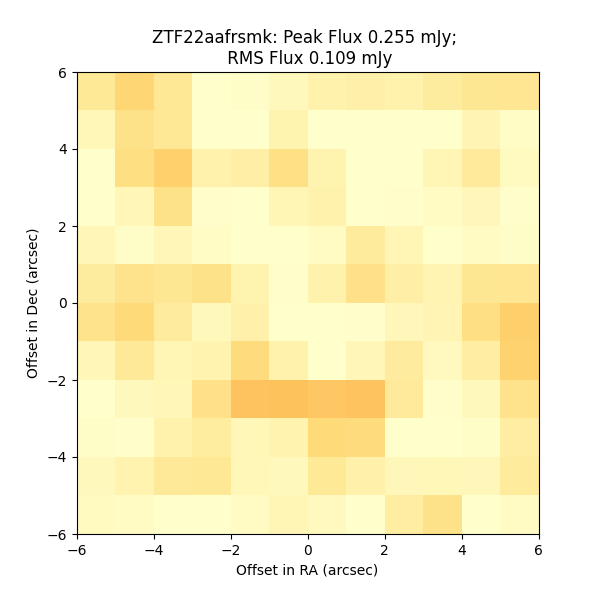 ZTF22aafrsmk: Peak Flux 0.255 mJy;
RMS Flux 0.109 mJy
6
4
2
0
−2
−4
−6
Offset in Dec (arcsec)
−6 −4 −2 0 2 4 6
Offset in RA (arcsec)